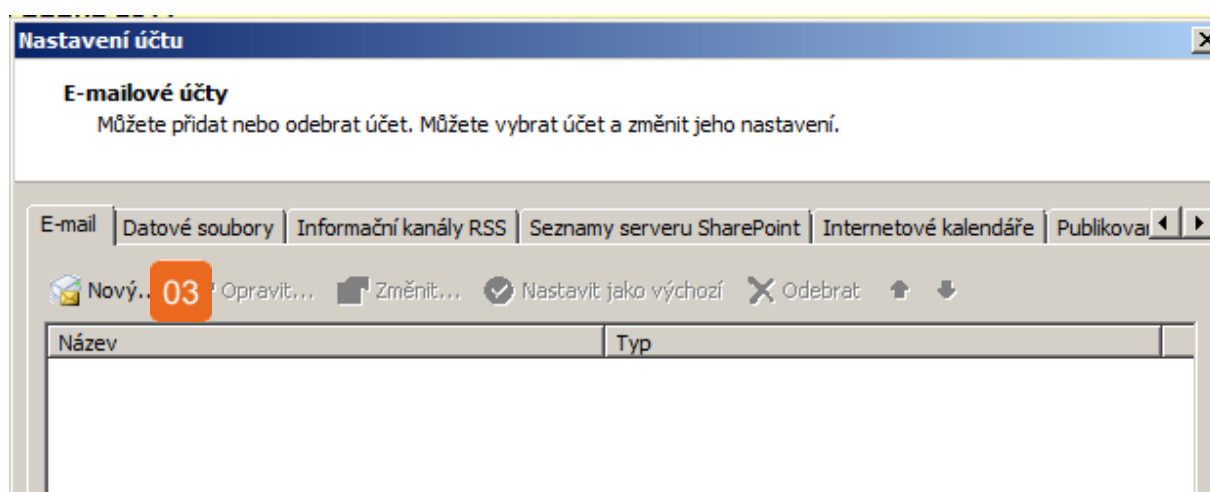 Nastavení účtu
E-mailové účty
Můžete přidat nebo odebrat účet. Můžete vybrat účet a změnit jeho nastavení.
E-mail Datové soubory Informační kanály RSS Seznamy serveru SharePoint Internetové kalendáře Publikova
Nový.. 03 Opravit... Změnit... Nastavit jako výchozí Odebrat
Název Typ